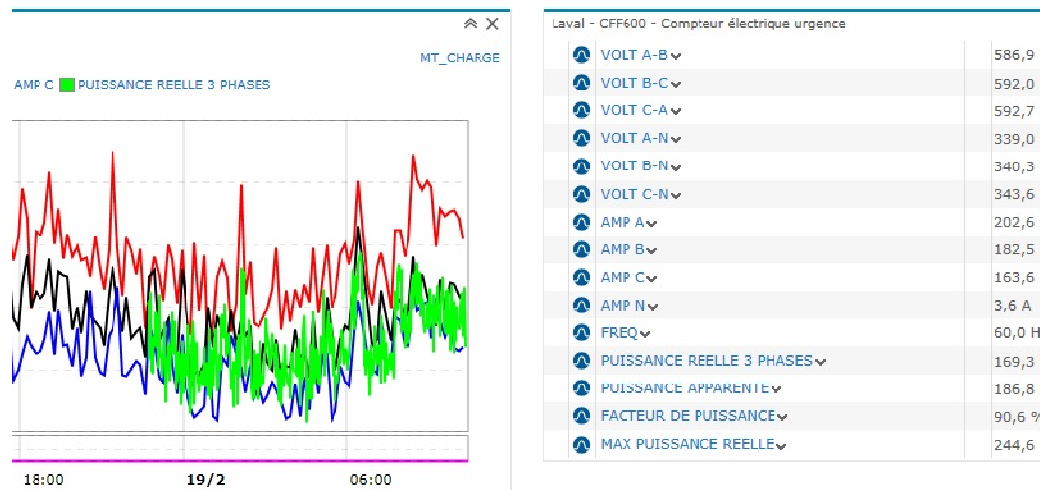 MT_CHARGE
AMP C PUISSANCE REELLE 3 PHASES
18:00 19/2 06:00
Laval - CFF600 - Compteur électrique urgence
VOLT A-B 586,9
VOLT B-C 592,0
VOLT C-A 592,7
VOLT A-N 339,0
VOLT B-N 340,3
VOLT C-N 343,6
AMP A 202,6
AMP B 182,5
AMP C 163,6
AMP N 3,6 A
FREQ 60,0 H
PUISSANCE REELLE 3 PHASES 169,3
PUISSANCE APPARENTE 186,8
FACTEUR DE PUISSANCE 90,6 %
MAX PUISSANCE REELLE 244,6